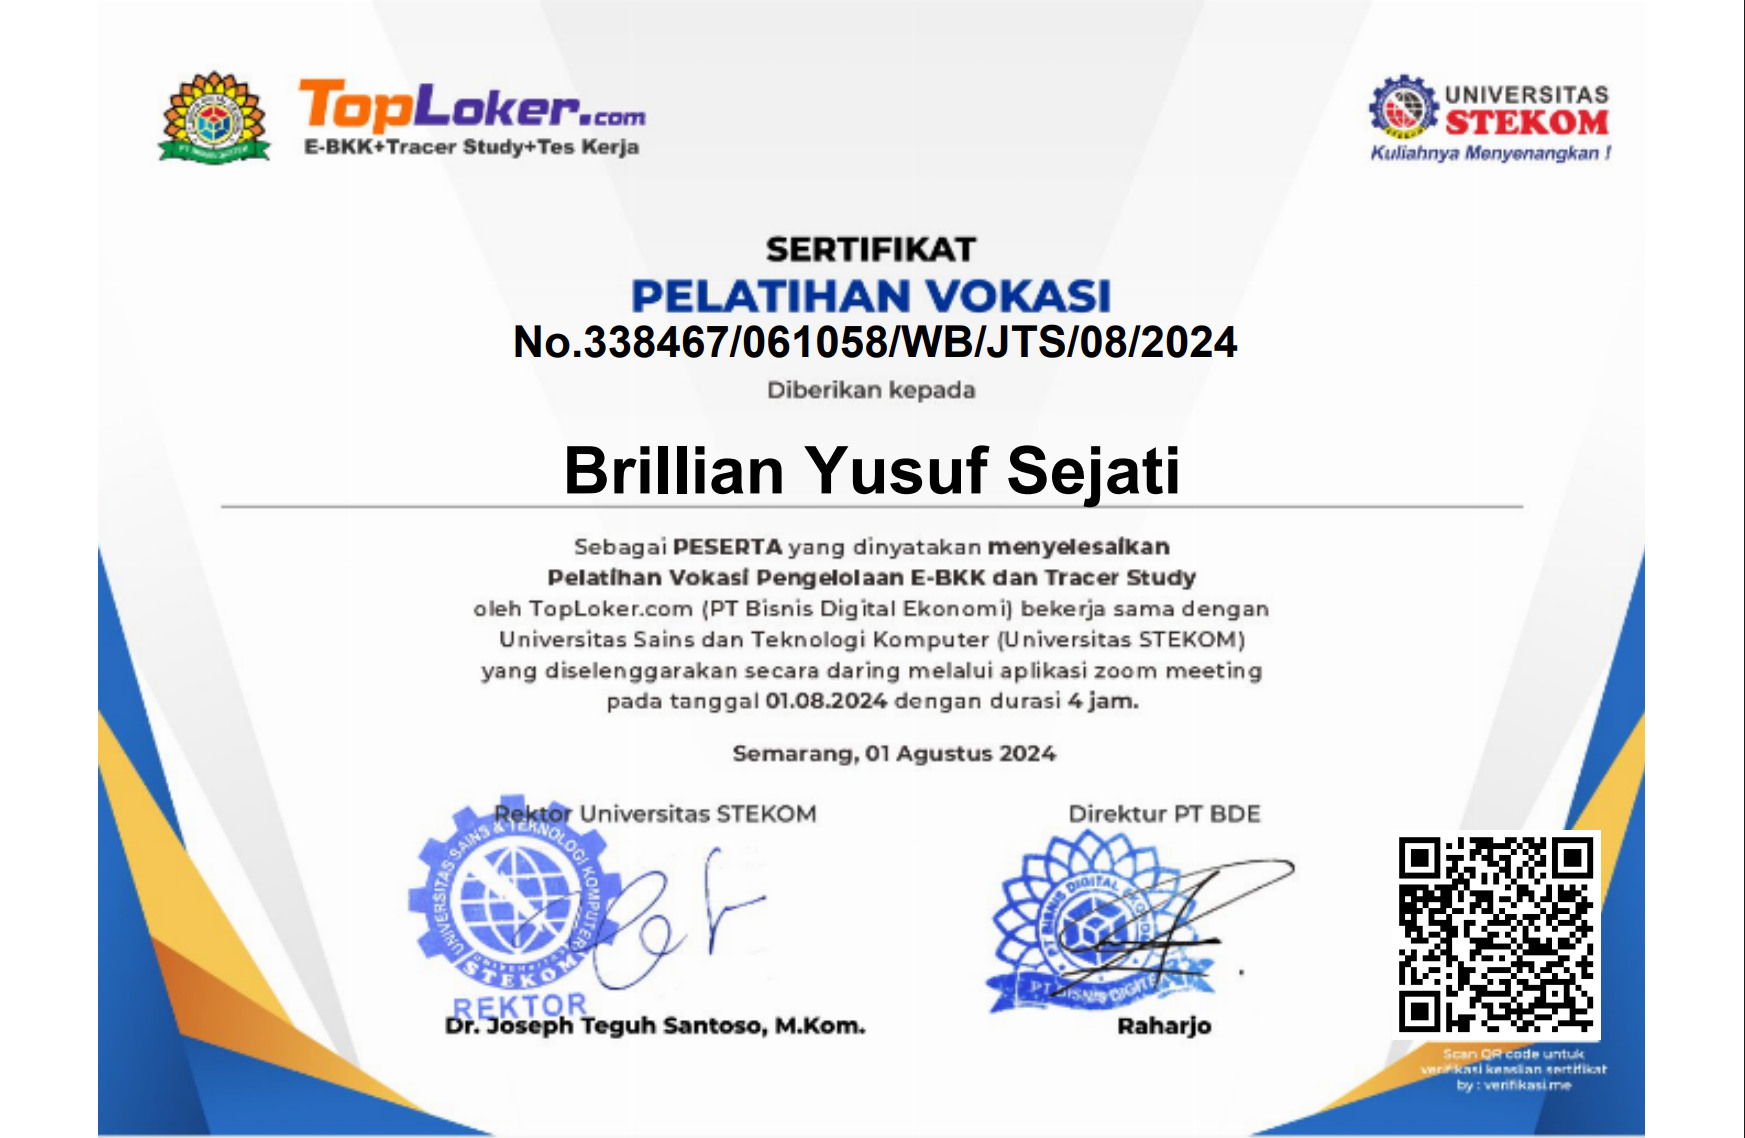 TopLoker.com
E-BKK+Tracer Study+Tes Kerja
UNIVERSITAS
STEKOM
Kuliahnya Menyenangkan !
SERTIFIKAT
PELATIHAN VOKASI
No.338467/061058/WB/JTS/08/2024
Diberikan kepada
Brillian Yusuf Sejati
Sebagai PESERTA yang dinyatakan menyelesaikan
Pelatihan Vokasi Pengelolaan E-BKK dan Tracer Study
oleh TopLoker.com (PT Bisnis Digital Ekonomi) bekerja sama dengan
Universitas Sains dan Teknologi Komputer (Universitas STEKOM)
yang diselenggarakan secara daring melalui aplikasi zoom meeting
pada tanggal 01.08.2024 dengan durasi 4 jam.
Semarang, 01 Agustus 2024
Rektor Universitas STEKOM
Direktur PT BDE
UNIVERSITAS SAINS & TEKNOLOGI KOMPUTER
UNIVERSITAS
STEKOM
REKTOR
PT BISNIS DIGITAL
PT BISNIS DIGITAL
Dr. Joseph Teguh Santoso, M.Kom.
Raharjo
Scan QR code untuk
verifikasi keaslian sertifikat
by : verifikasi.me